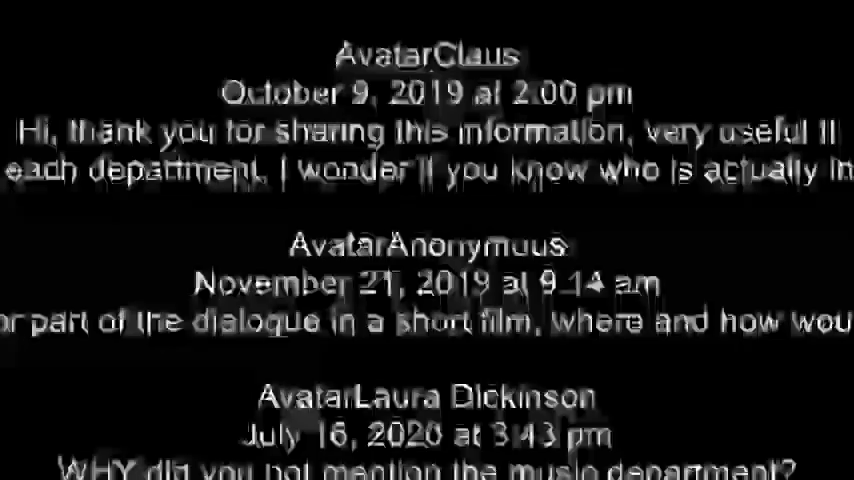 AvatarClaus
October 9, 2019 at 2:00 pm
Hi, thank you for sharing this information, very useful
each department, I wonder if you know who is actually in
AvatarAnonymous
November 21, 2019 at 9:14 am
or part of the dialogue in a short film, where and how wou
AvatarLaura Dickinson
July 16, 2020 at 3:43 pm
WHY did you not mention the music department?